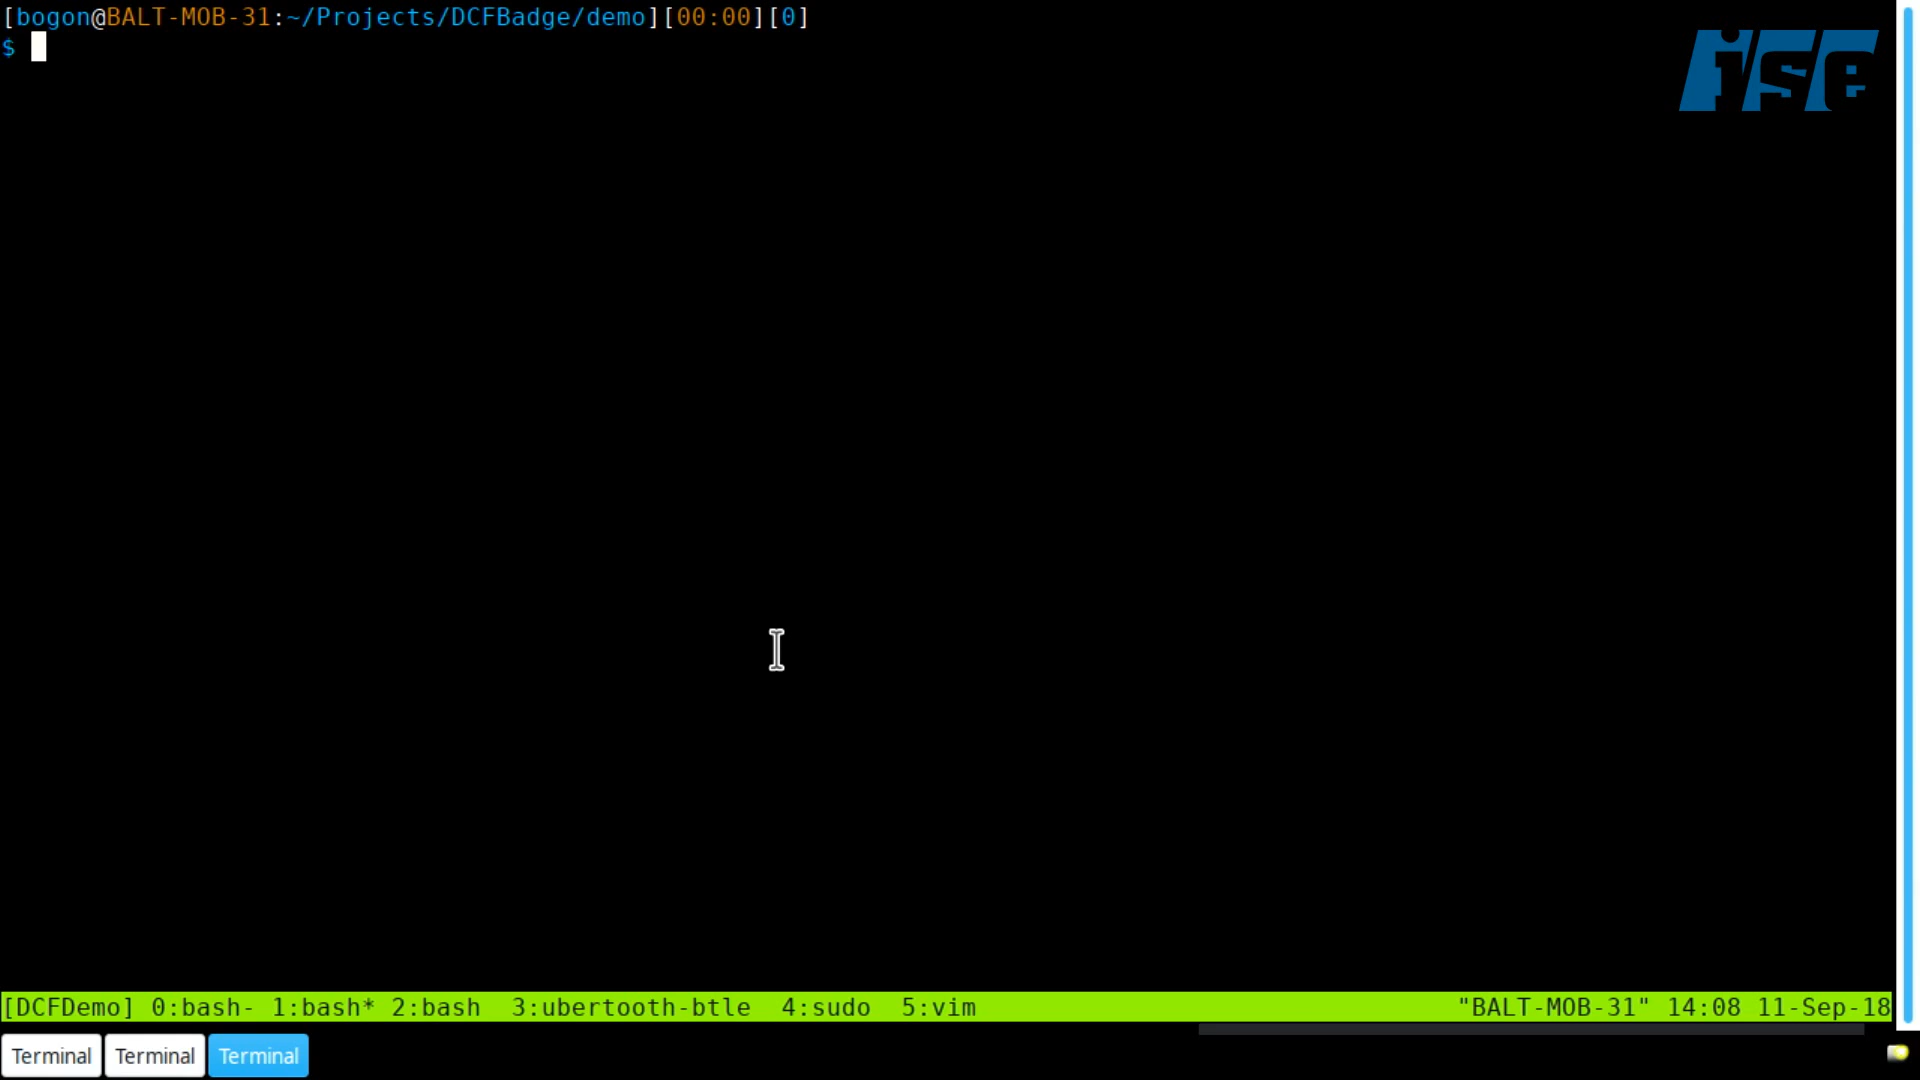 [bogon@BALT-MOB-31:~/Projects/DCFBadge/demo][00:00][0]
$
ise
[DCFDemo] 0:bash- 1:bash* 2:bash  3:ubertooth-btle  4:sudo  5:vim "BALT-MOB-31" 14:08 11-Sep-18
Terminal Terminal Terminal